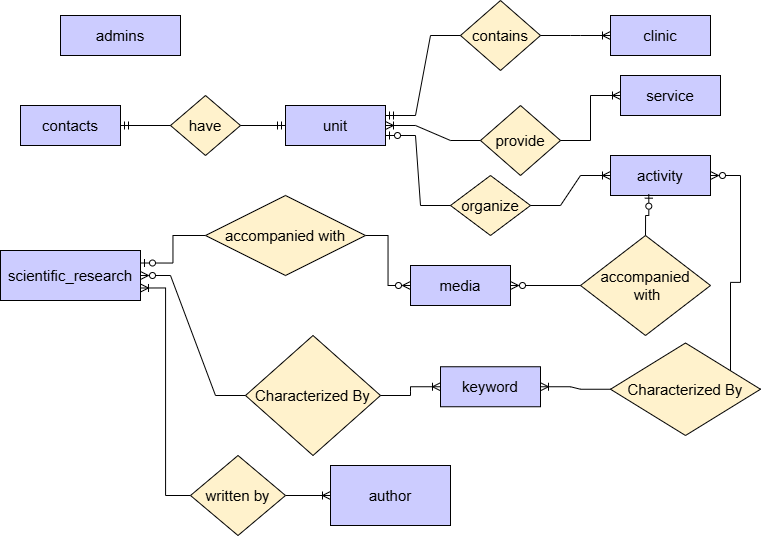 admins
contains
clinic
contacts
have
unit
provide
service
organize
activity
accompanied with
scientific_research
media
accompanied
with
Characterized By
keyword
Characterized By
written by
author